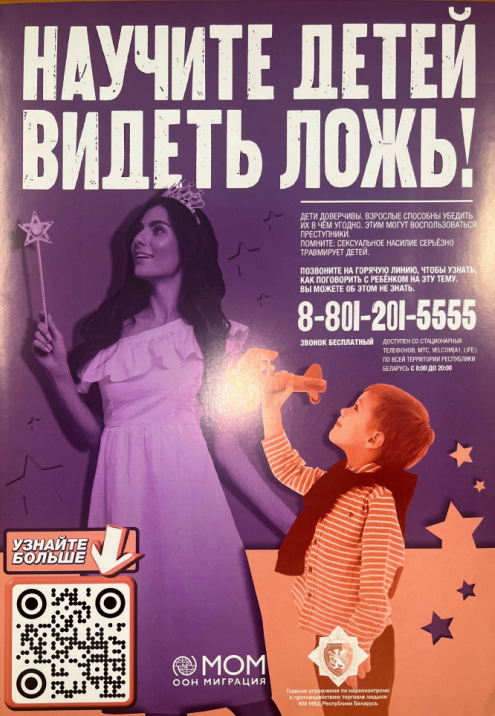 НАУЧИТЕ ДЕТЕЙ
ВИДЕТЬ ЛОЖЬ!
ДЕТИ ДОВЕРЧИВЫ. ВЗРОСЛЫЕ СПОСОБНЫ УБЕДИТЬ
ИХ В ЧЁМ УГОДНО. ЭТИМ МОГУТ ВОСПОЛЬЗОВАТЬСЯ
ПРЕСТУПНИКИ.
ПОМНИТЕ: СЕКСУАЛЬНОЕ НАСИЛИЕ СЕРЬЁЗНО
ТРАВМИРУЕТ ДЕТЕЙ.
ПОЗВОНИТЕ НА ГОРЯЧУЮ ЛИНИЮ, ЧТОБЫ УЗНАТЬ,
КАК ПОГОВОРИТЬ С РЕБЁНКОМ НА ЭТУ ТЕМУ.
ВЫ МОЖЕТЕ ОБ ЭТОМ НЕ ЗНАТЬ.
8-801-201-5555
ЗВОНОК БЕСПЛАТНЫЙ
ДОСТУПЕН СО СТАЦИОНАРНЫХ
ТЕЛЕФОНОВ, МТС, VELCOM(A1, LIFE:)
ПО ВСЕЙ ТЕРРИТОРИИ РЕСПУБЛИКИ
БЕЛАРУСЬ С 8:00 ДО 20:00
УЗНАЙТЕ
БОЛЬШЕ
МОМ
ООН МИГРАЦИЯ
Главное управление по наркоконтролю
и противодействию торговле людьми
КМ МВД Республики Беларусь